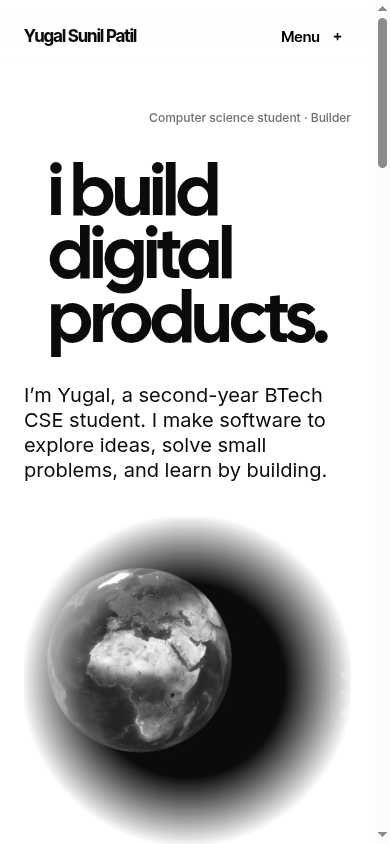 Yugal Sunil Patil
Menu +
Computer science student · Builder
i build
digital
products.
I’m Yugal, a second-year BTech
CSE student. I make software to
explore ideas, solve small
problems, and learn by building.